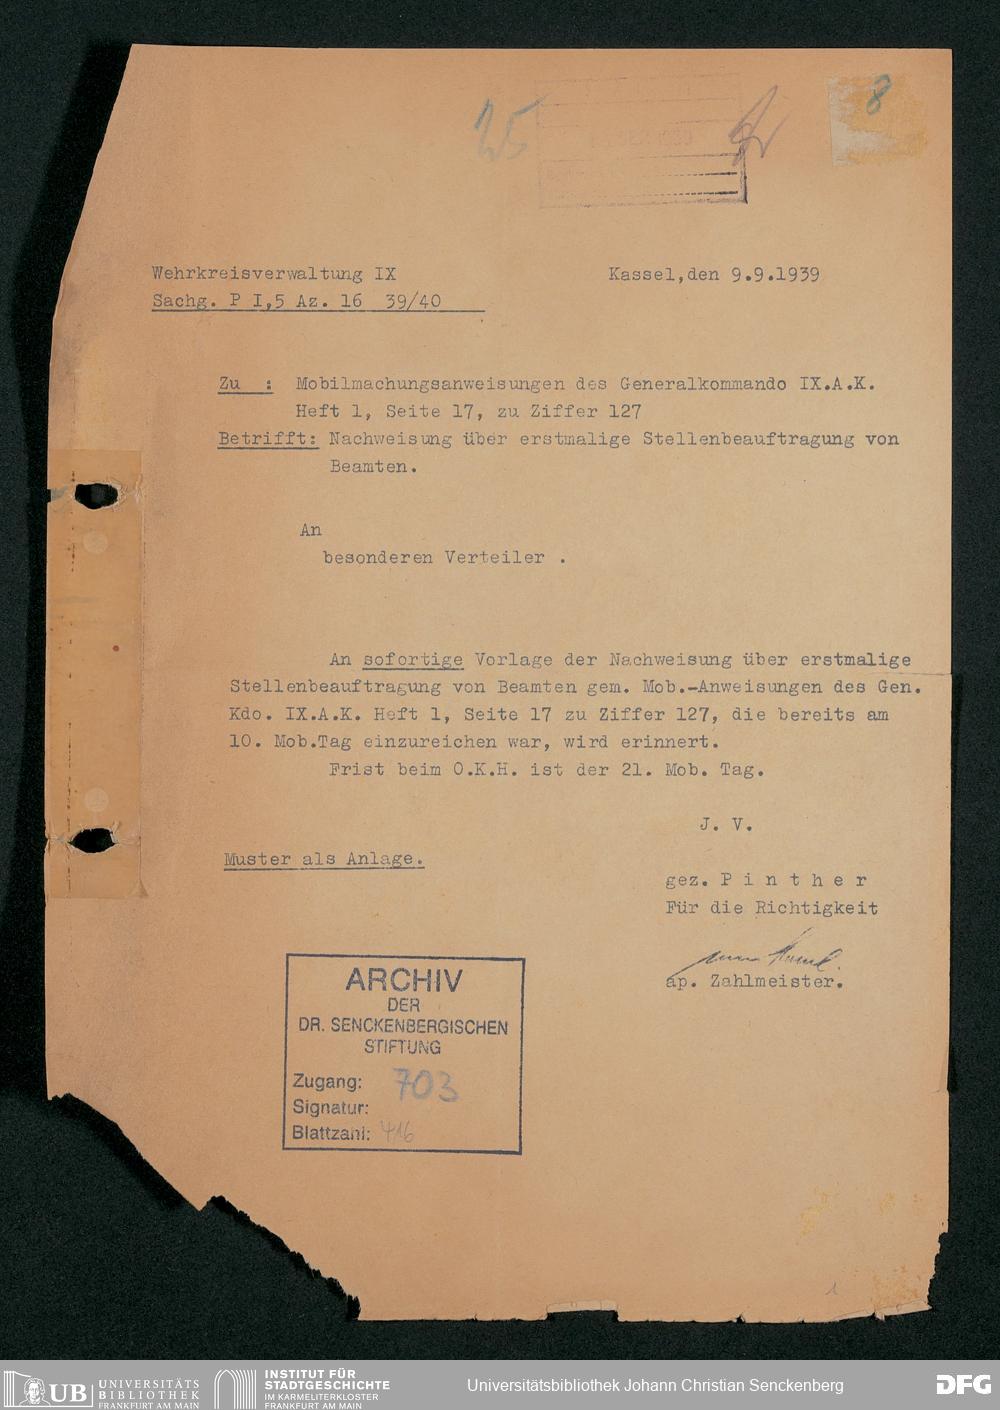 25
8
Wehrkreisverwaltung IX
Kassel,den 9.9.1939
Sachg. P I,5 Az. 16 39/40
Zu : Mobilmachungsanweisungen des Generalkommando IX.A.K.
Heft 1, Seite 17, zu Ziffer 127
Betrifft: Nachweisung über erstmalige Stellenbeauftragung von
Beamten.
An
besonderen Verteiler .
An sofortige Vorlage der Nachweisung über erstmalige
Stellenbeauftragung von Beamten gem. Mob.-Anweisungen des Gen.
Kdo. IX.A.K. Heft 1, Seite 17 zu Ziffer 127, die bereits am
10. Mob.Tag einzureichen war, wird erinnert.
Frist beim O.K.H. ist der 21. Mob. Tag.
J. V.
Muster als Anlage.
gez. P i n t h e r
Für die Richtigkeit
ap. Zahlmeister.
ARCHIV
DER
DR. SENCKENBERGISCHEN
STIFTUNG
Zugang: 703
Signatur:
Blattzahl: 416
1
UB UNIVERSITÄTS
BIBLIOTHEK
FRANKFURT AM MAIN
INSTITUT FÜR
STADTGESCHICHTE
IM KARMELITERKLOSTER
FRANKFURT AM MAIN
Universitätsbibliothek Johann Christian Senckenberg
DFG